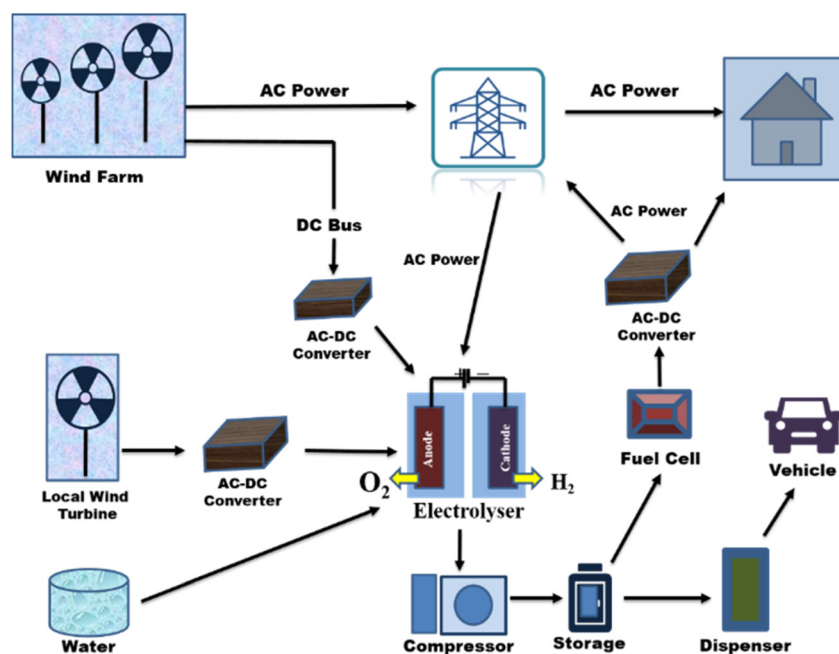 AC Power
AC Power
Wind Farm
DC Bus
AC Power
AC Power
AC-DC
Converter
AC-DC
Converter
+
—
Anode
Cathode
Fuel Cell
Vehicle
Local Wind
Turbine
AC-DC
Converter
O2
H2
Electrolyser
Water
Compressor
Storage
Dispenser